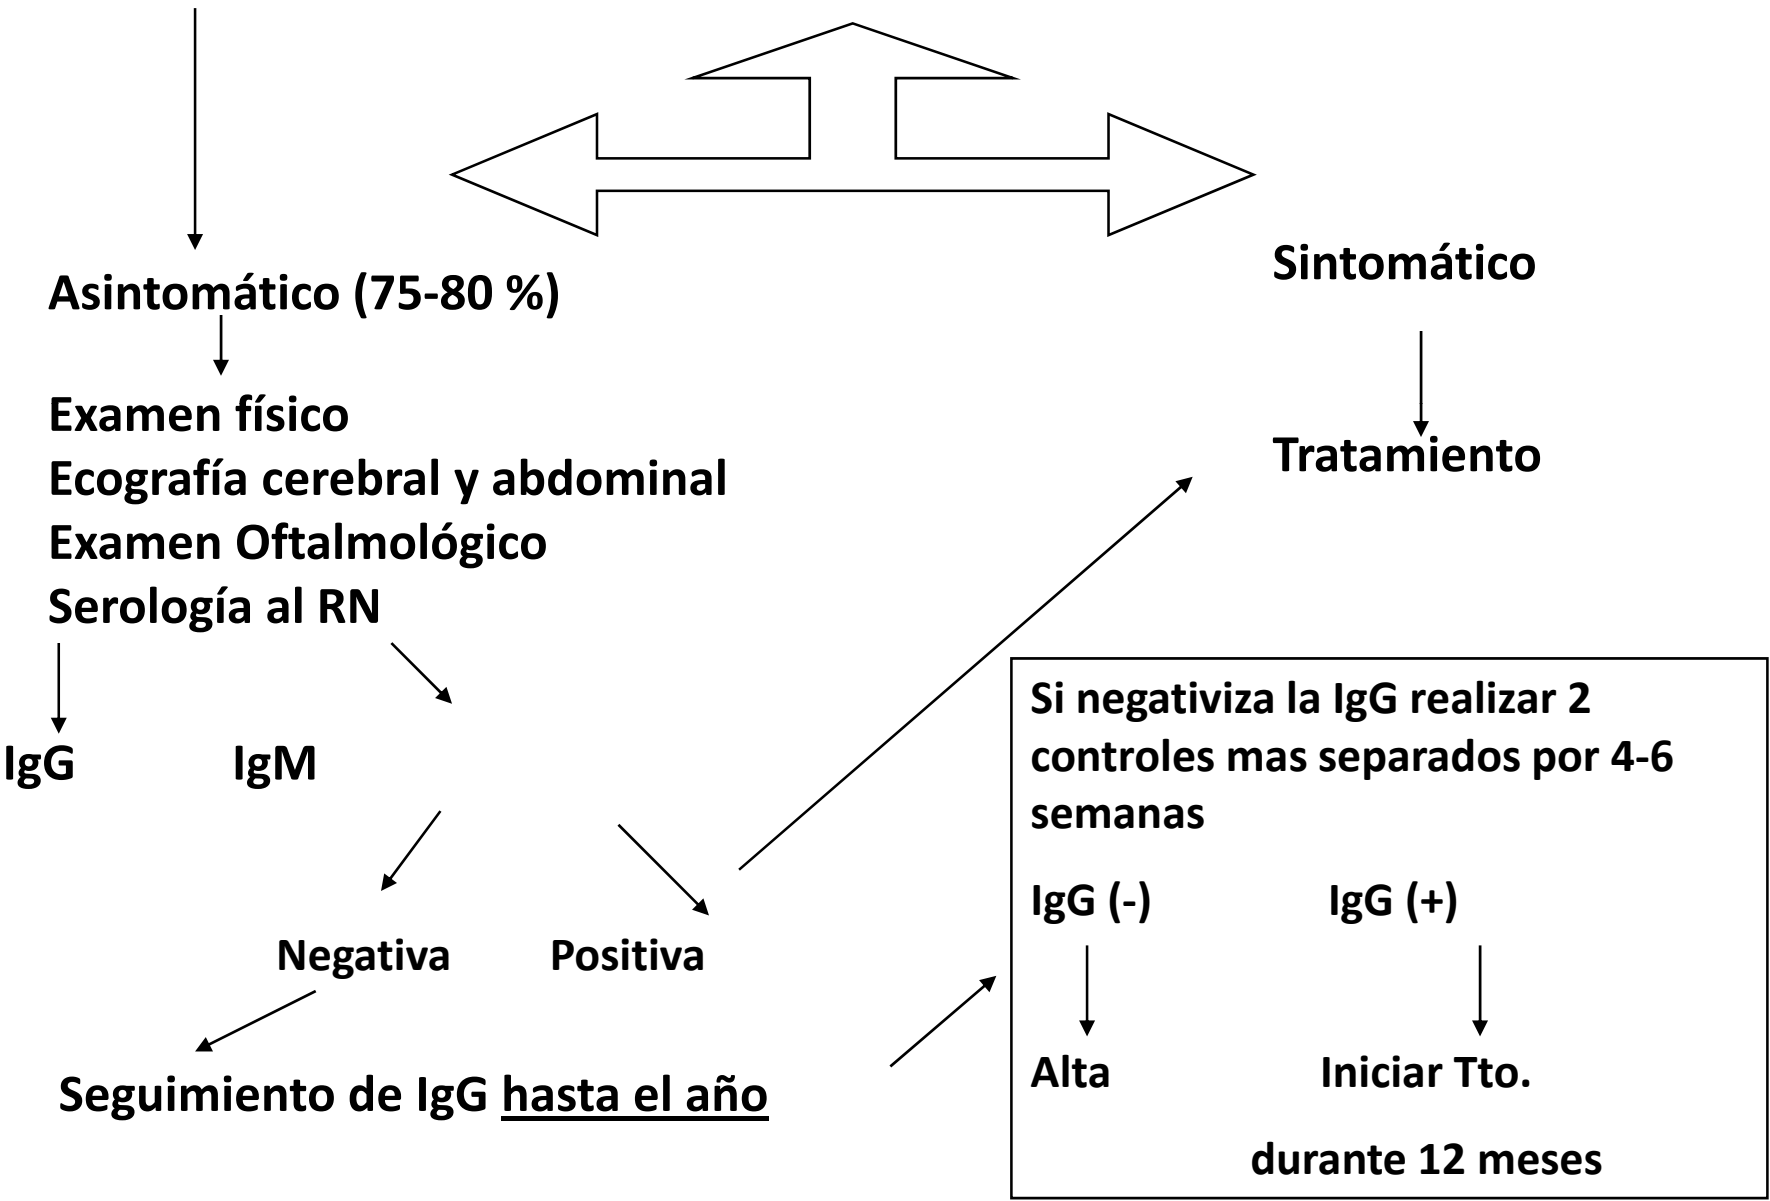 Asintomático (75-80 %)
Sintomático
Examen físico
Ecografía cerebral y abdominal
Examen Oftalmológico
Serología al RN
Tratamiento
IgG IgM
Negativa Positiva
Seguimiento de IgG hasta el año
Si negativiza la IgG realizar 2
controles mas separados por 4-6
semanas
IgG (-) IgG (+)
Alta Iniciar Tto.
durante 12 meses